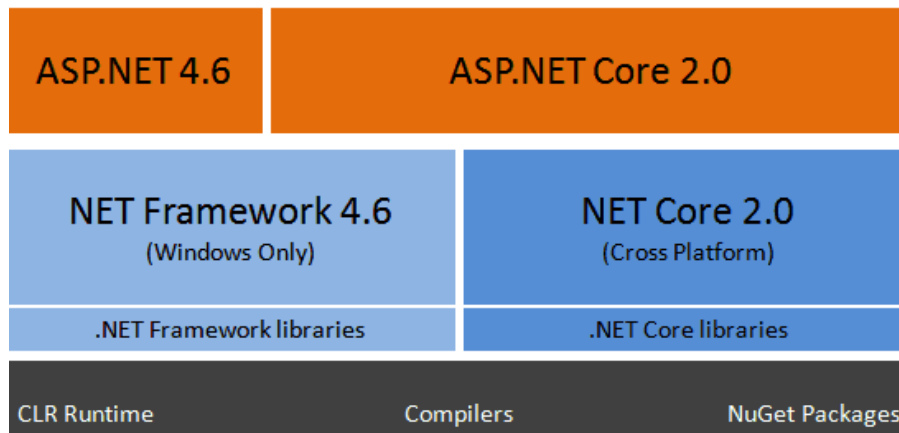 ASP.NET 4.6
ASP.NET Core 2.0
NET Framework 4.6
(Windows Only)
NET Core 2.0
(Cross Platform)
.NET Framework libraries
.NET Core libraries
CLR Runtime
Compilers
NuGet Packages